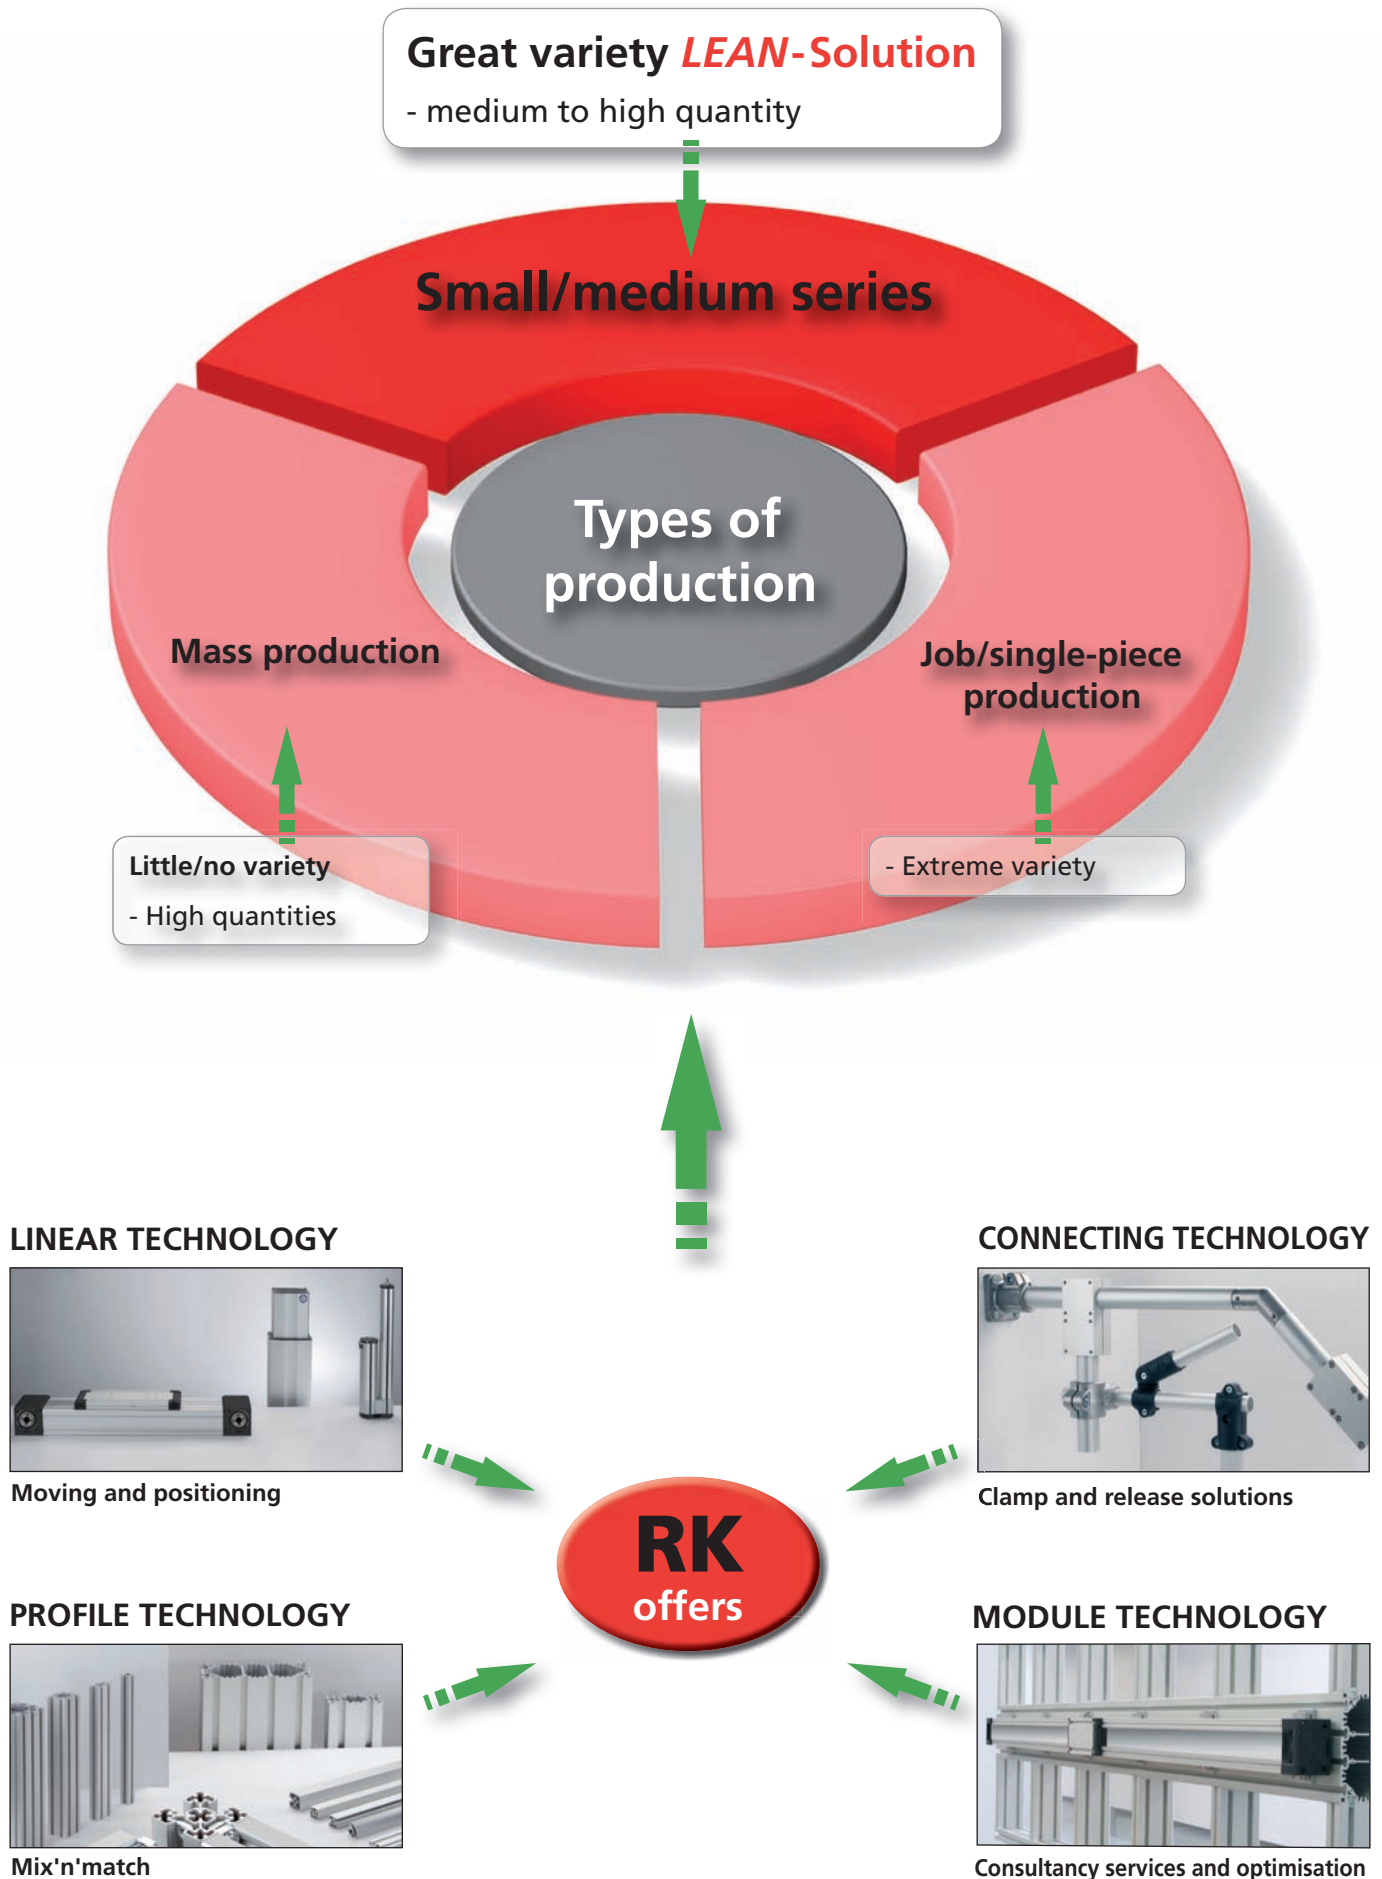 Great variety LEAN-Solution
- medium to high quantity
Small/medium series
Types of
production
Mass production
Job/single-piece
production
Little/no variety
- High quantities
- Extreme variety
LINEAR TECHNOLOGY
CONNECTING TECHNOLOGY
Moving and positioning
Clamp and release solutions
RK
offers
PROFILE TECHNOLOGY
MODULE TECHNOLOGY
Mix'n'match
Consultancy services and optimisation